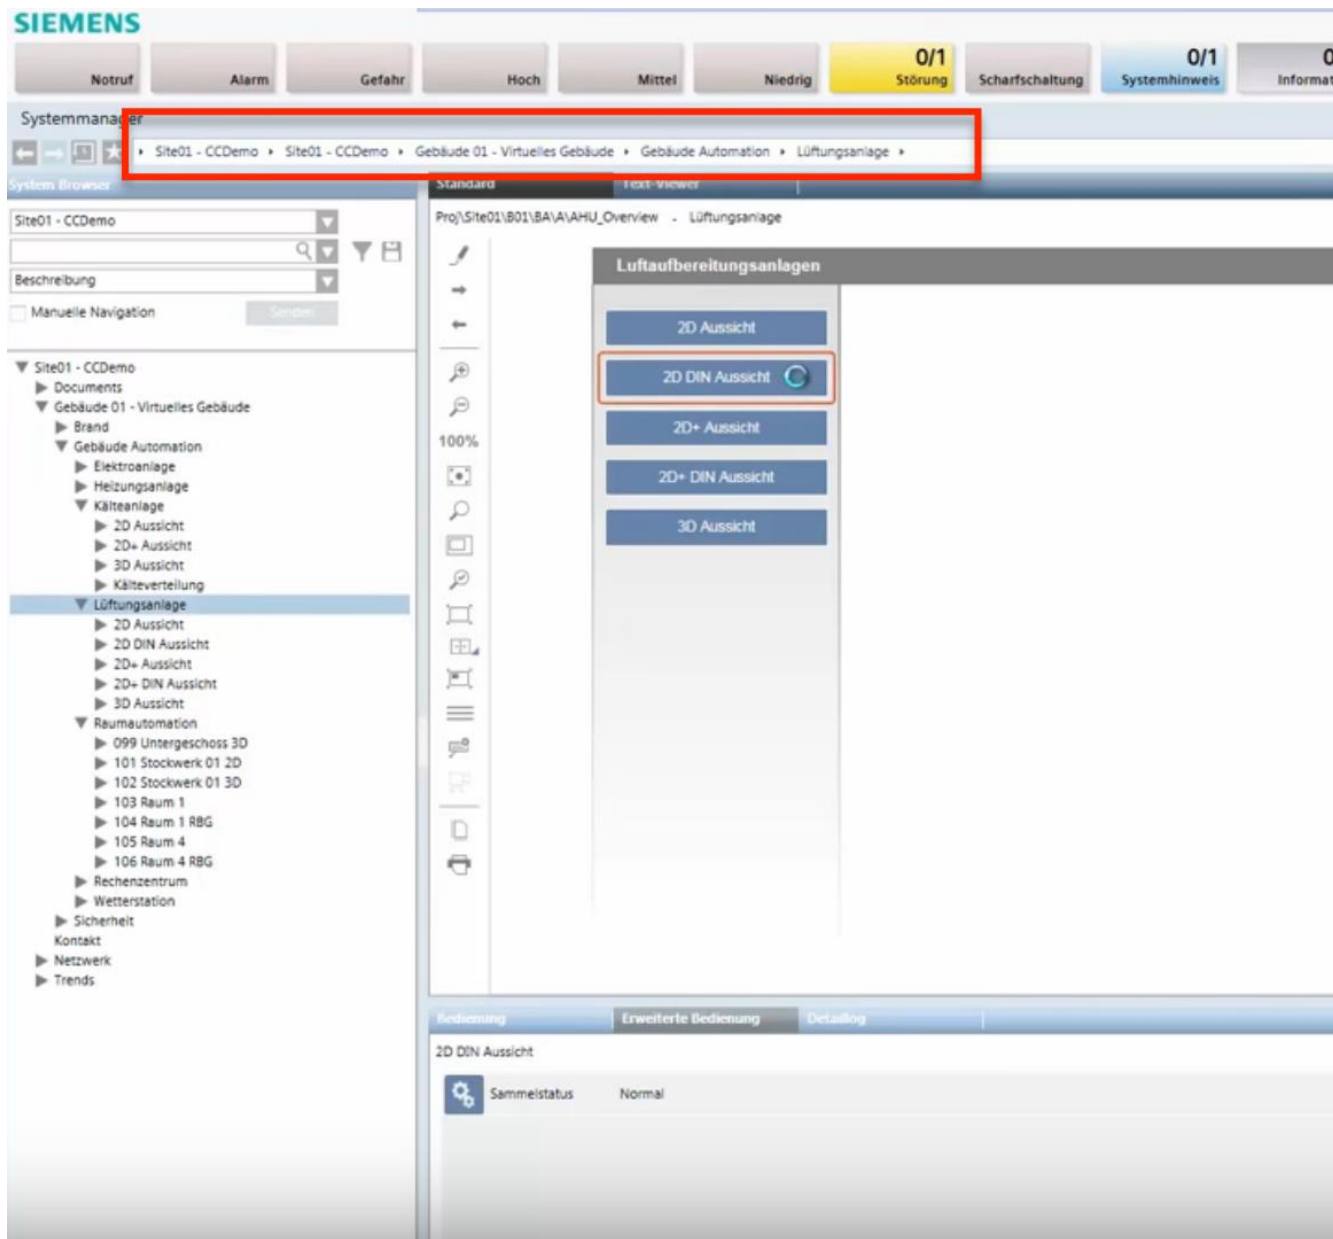 SIEMENS
Notruf
Alarm
Gefahr
Hoch
Mittel
Niedrig
0/1
Störung
Scharfschaltung
0/1
Systemhinweis
0
Informat
Systemmanager
Site01 - CCDemo
Site01 - CCDemo
Gebäude 01 - Virtuelles Gebäude
Gebäude Automation
Lüftungsanlage
System Browser
Site01 - CCDemo
Beschreibung
Manuelle Navigation
Senden
Site01 - CCDemo
Documents
Gebäude 01 - Virtuelles Gebäude
Brand
Gebäude Automation
Elektroanlage
Heizungsanlage
Kälteanlage
2D Aussicht
2D+ Aussicht
3D Aussicht
Kälteverteilung
Lüftungsanlage
2D Aussicht
2D DIN Aussicht
2D+ Aussicht
2D+ DIN Aussicht
3D Aussicht
Raumautomation
099 Untergeschoss 3D
101 Stockwerk 01 2D
102 Stockwerk 01 3D
103 Raum 1
104 Raum 1 RBG
105 Raum 4
106 Raum 4 RBG
Rechenzentrum
Wetterstation
Sicherheit
Kontakt
Netzwerk
Trends
Standard
Text-Viewer
Proj\Site01\B01\BA\A\AHU_Overview - Lüftungsanlage
100%
Luftaufbereitungsanlagen
2D Aussicht
2D DIN Aussicht
2D+ Aussicht
2D+ DIN Aussicht
3D Aussicht
Bedienung
Erweiterte Bedienung
Detaillog
2D DIN Aussicht
Sammelstatus
Normal